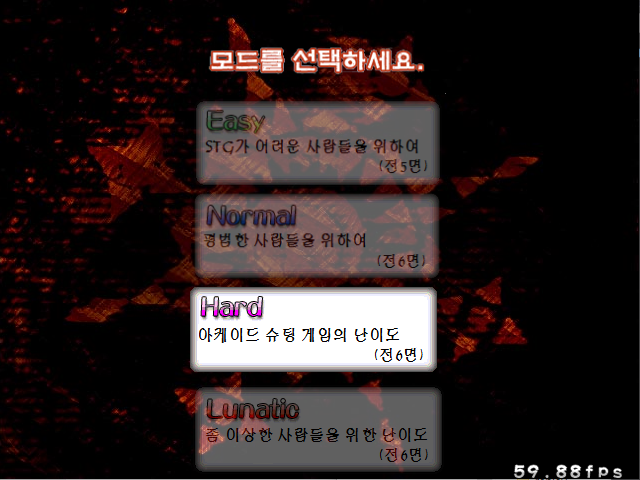 모드를 선택하세요.
Easy
STG가 어려운 사람들을 위하여
(전5면)
Normal
평범한 사람들을 위하여
(전6면)
Hard
아케이드 슈팅 게임의 난이도
(전6면)
Lunatic
좀 이상한 사람들을 위한 난이도
(전6면)
59.88fps